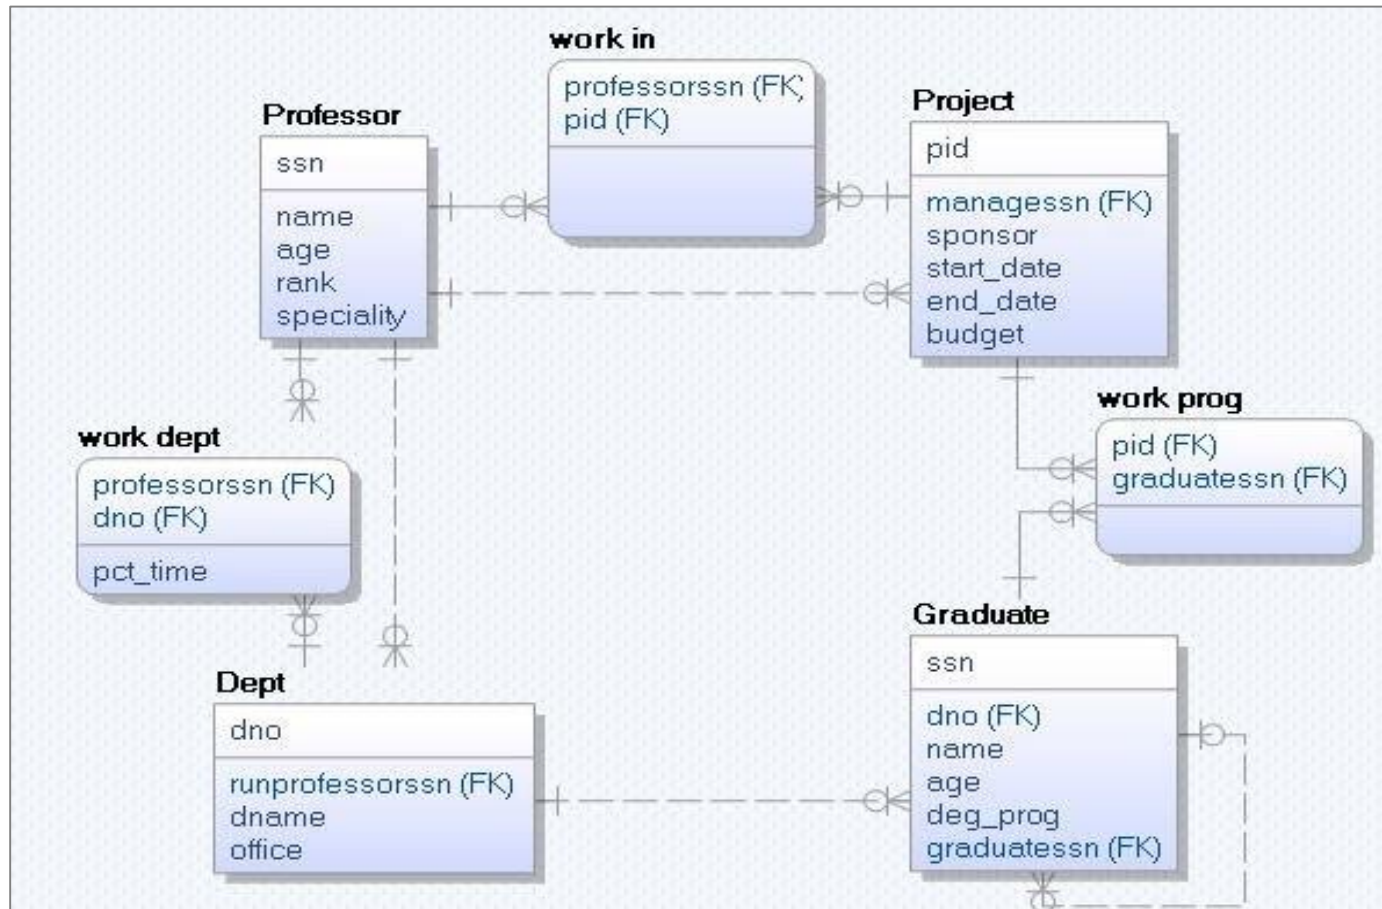 work in
professorssn (FK)
pid (FK)
Professor
ssn
name
age
rank
speciality
Project
pid
managessn (FK)
sponsor
start_date
end_date
budget
work prog
pid (FK)
graduatessn (FK)
work dept
professorssn (FK)
dno (FK)
pct_time
Graduate
ssn
dno (FK)
name
age
deg_prog
graduatessn (FK)
Dept
dno
runprofessorssn (FK)
dname
office